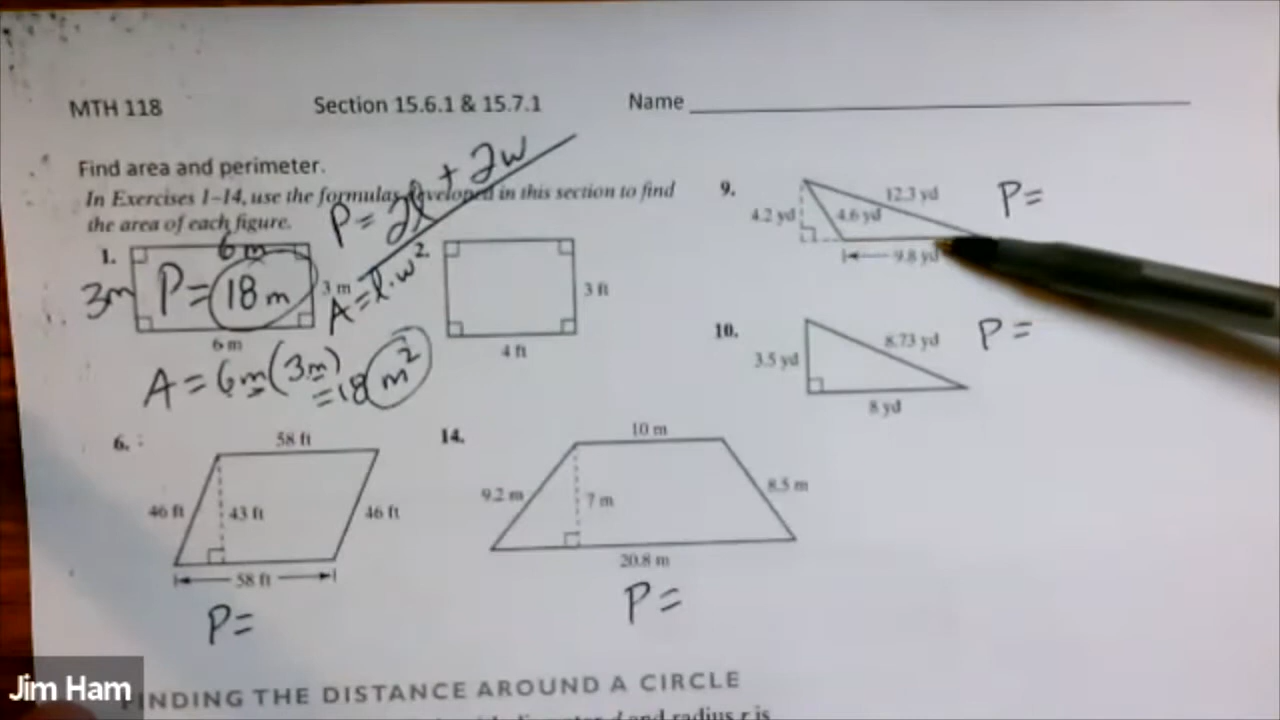 MTH 118 Section 15.6.1 & 15.7.1 Name
Find area and perimeter.
In Exercises 1–14, use the formulas developed in this section to find
the area of each figure.
P = 2l + 2w
A = l·w
1.
6 m
3m
P = 18 m
3 m
6 m
A = 6m(3m)
= 18 m²
2.
3 ft
4 ft
6.
58 ft
46 ft
43 ft
46 ft
58 ft
P=
14.
10 m
9.2 m
7 m
8.5 m
20.8 m
P=
9.
12.3 yd
4.2 yd
4.6 yd
9.8 yd
P=
10.
3.5 yd
8.73 yd
8 yd
P=
FINDING THE DISTANCE AROUND A CIRCLE
and radius r is
Jim Ham